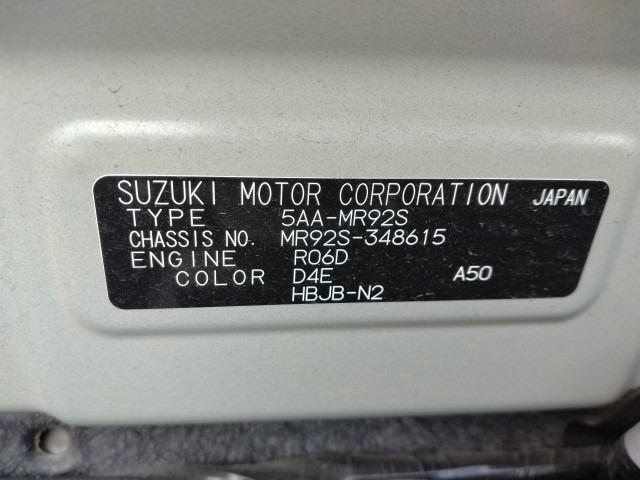 SUZUKI MOTOR CORPORATION JAPAN
TYPE 5AA-MR92S
CHASSIS NO. MR92S-348615
ENGINE R06D
COLOR D4E A50
HBJB-N2